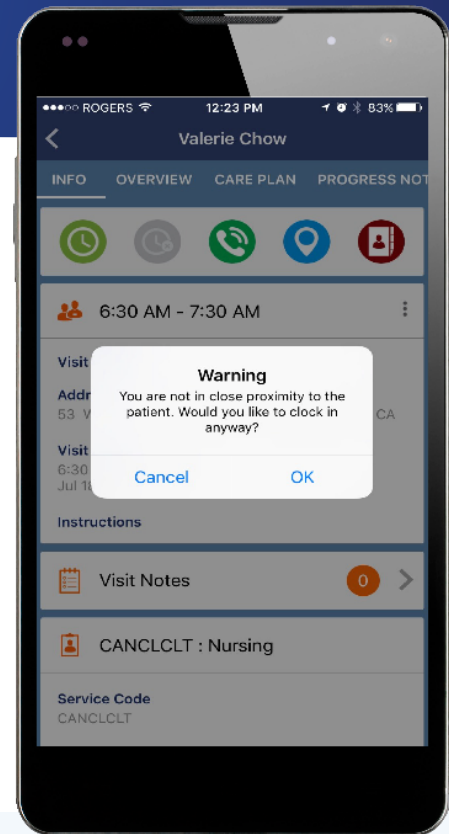 ROGERS 12:23 PM 83%
Valerie Chow
INFO OVERVIEW CARE PLAN PROGRESS NOT
6:30 AM - 7:30 AM
Visit
Addr
53 CA
Visit
6:30
Jul
Warning
You are not in close proximity to the
patient. Would you like to clock in
anyway?
Cancel OK
Instructions
Visit Notes 0
CANCLCLT : Nursing
Service Code
CANCLCLT